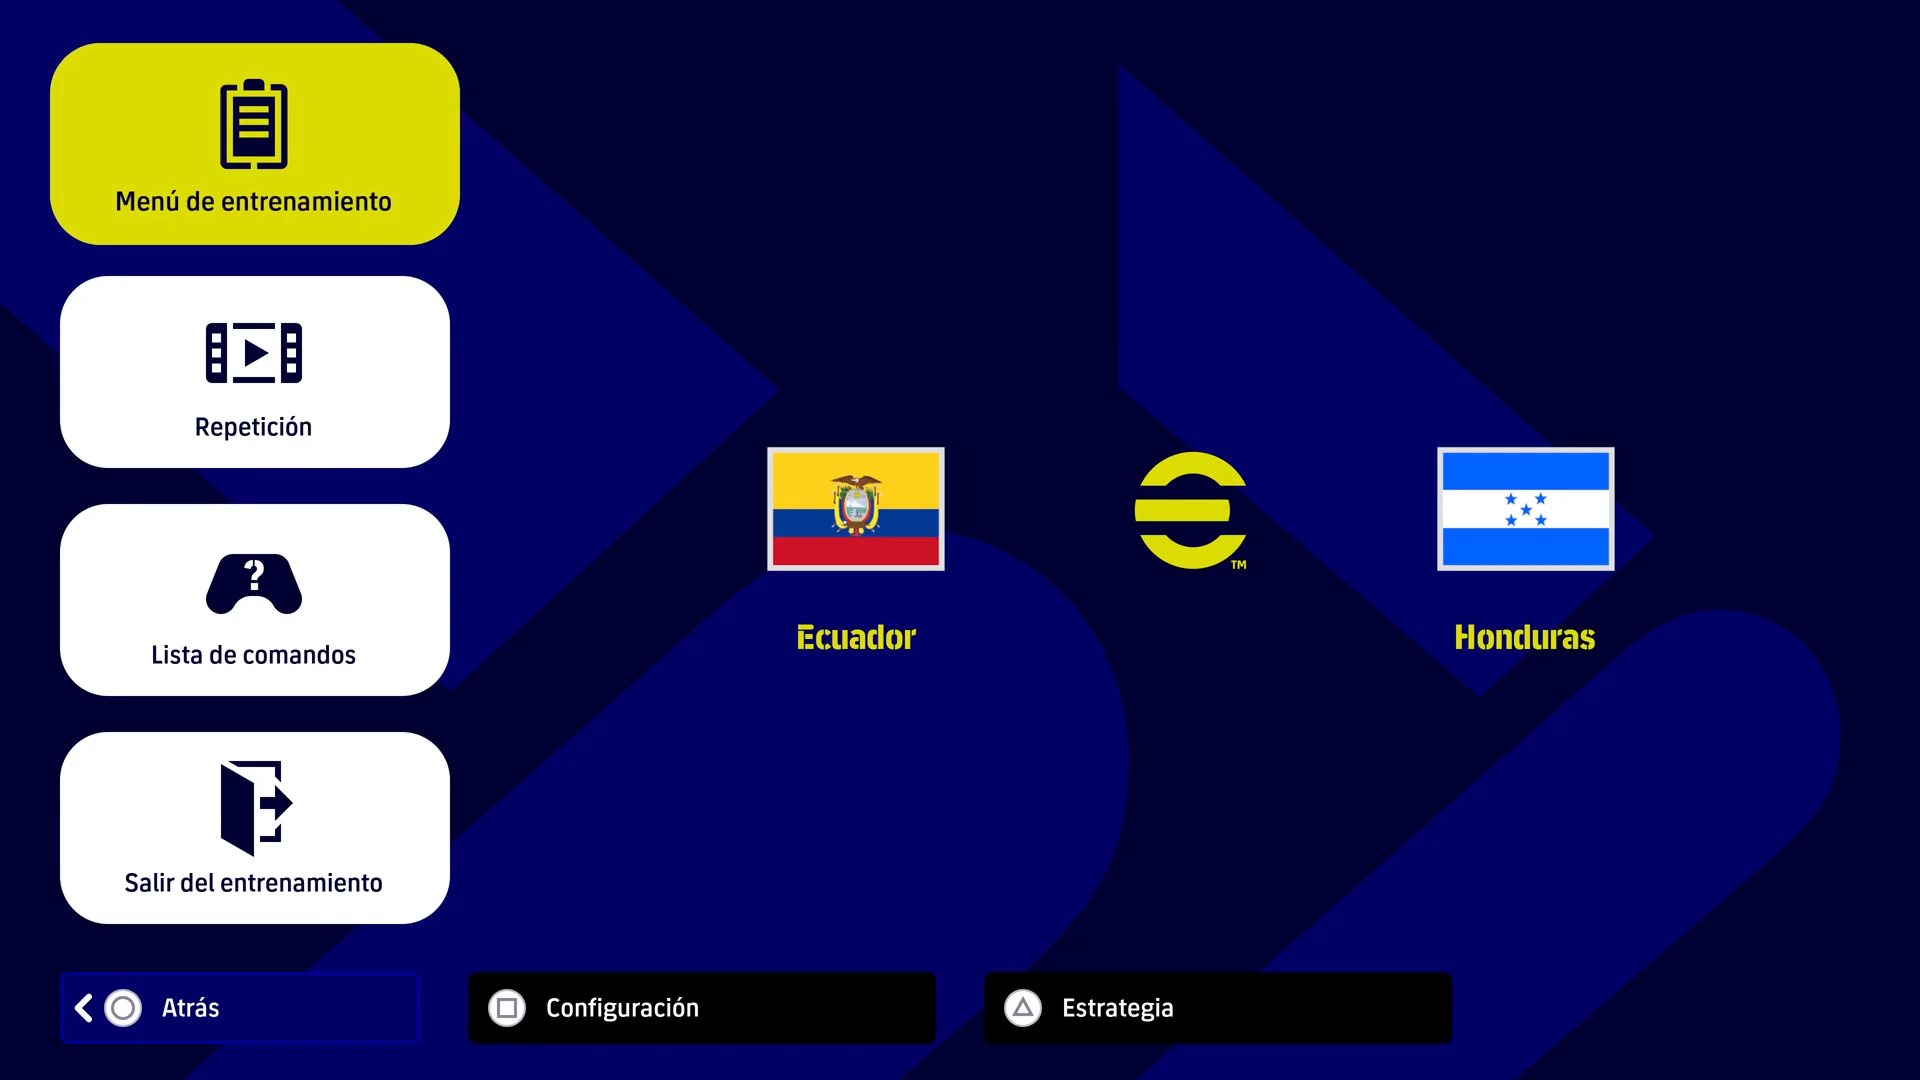 Menú de entrenamiento
Repetición
Lista de comandos
Salir del entrenamiento
Ecuador
TM
Honduras
Atrás
Configuración
Estrategia